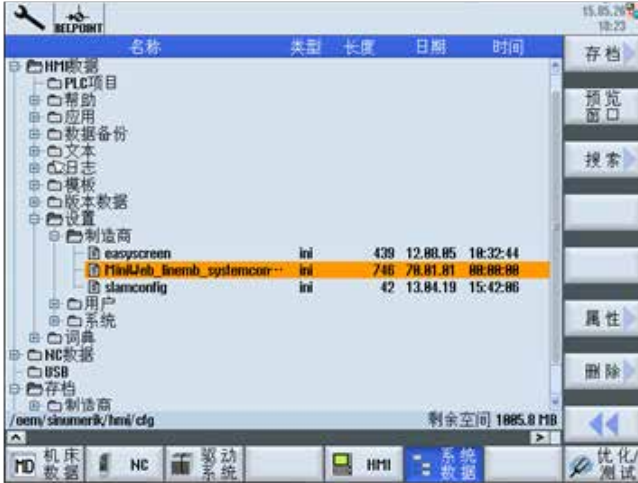 REFPOINT
15.05.20
10:23
名称 类型 长度 日期 时间
HMI数据
PLC项目
帮助
应用
数据备份
文本
日志
模板
版本数据
设置
制造商
easyscreen ini 439 12.08.05 10:32:44
MiniWeb_linemb_systemcon··· ini 746 70.01.01 00:00:00
slamconfig ini 42 13.04.19 15:42:06
用户
系统
词典
NC数据
USB
存档
制造商
/oem/sinumerik/hmi/cfg 剩余空间 1005.8 MB
存档
预览
窗口
搜索
属性
删除
MD 机床
数据
NC
驱动
系统
HMI
系统
数据
优化/
测试